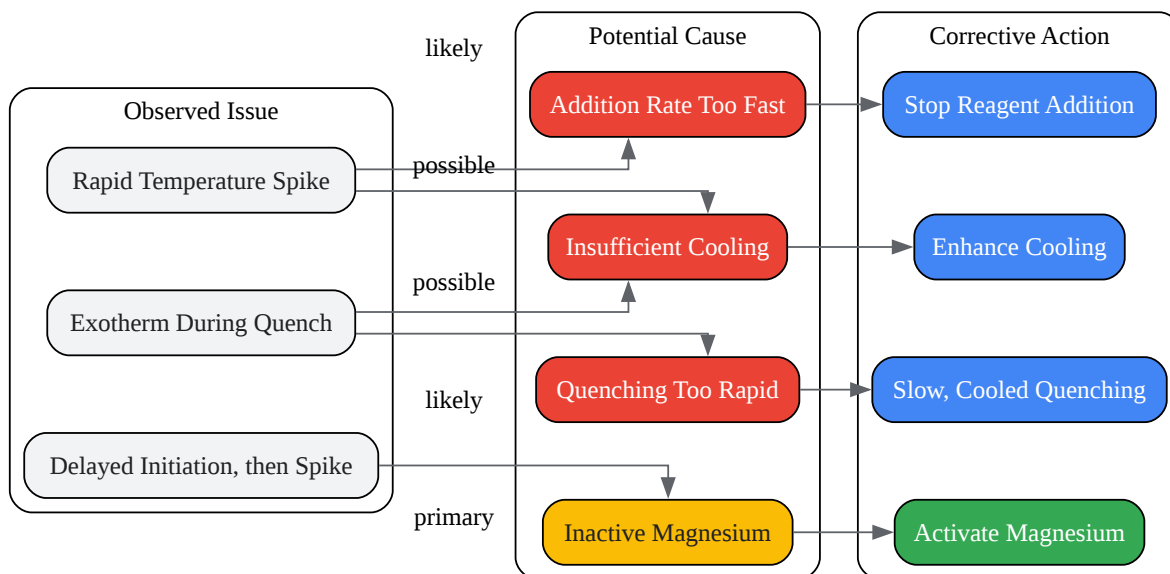 likely
Potential Cause
Corrective Action
Observed Issue
Addition Rate Too Fast
Stop Reagent Addition
Rapid Temperature Spike
possible
Insufficient Cooling
Enhance Cooling
possible
Exotherm During Quench
Quenching Too Rapid
Slow, Cooled Quenching
likely
Delayed Initiation, then Spike
primary
Inactive Magnesium
Activate Magnesium